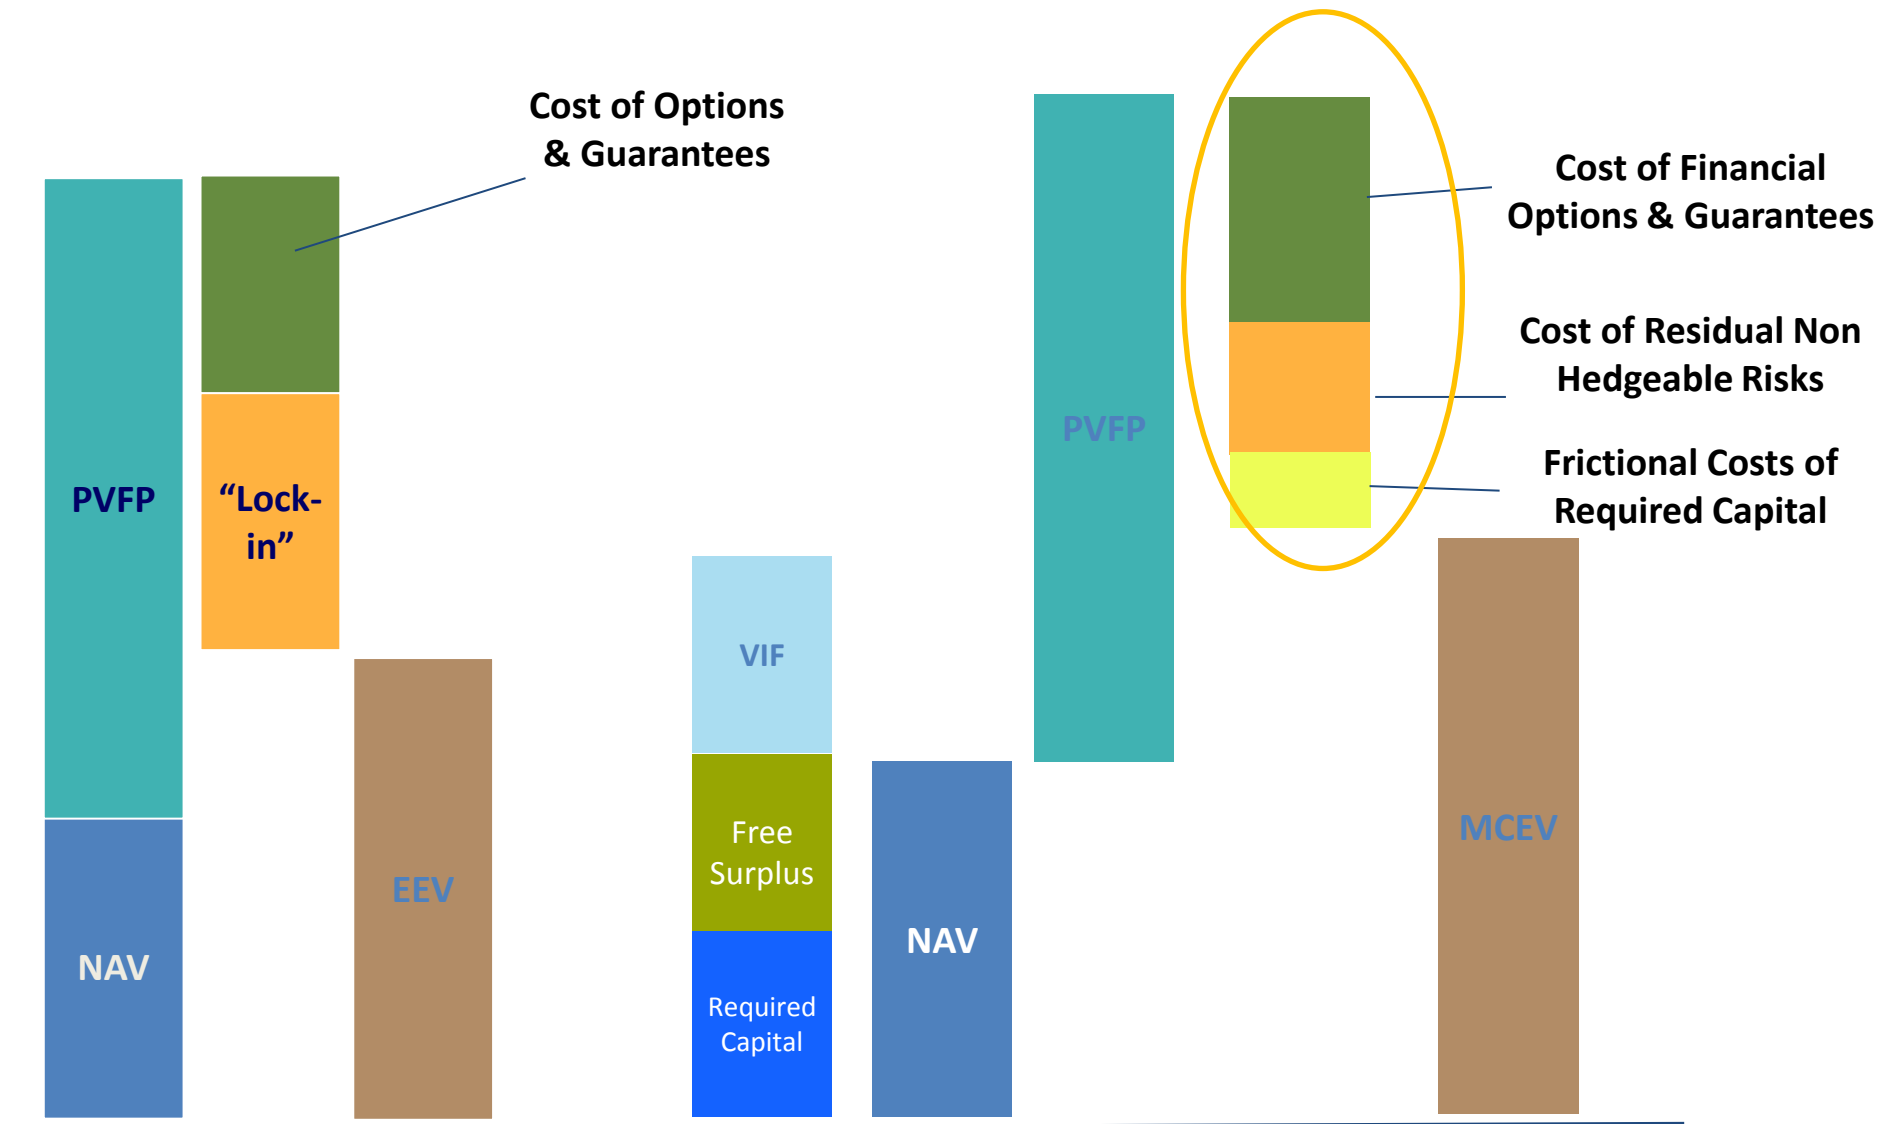 Cost of Options
& Guarantees
PVFP
“Lock-
in”
NAV
EEV
VIF
Free
Surplus
Required
Capital
NAV
PVFP
Cost of Financial
Options & Guarantees
Cost of Residual Non
Hedgeable Risks
Frictional Costs of
Required Capital
MCEV